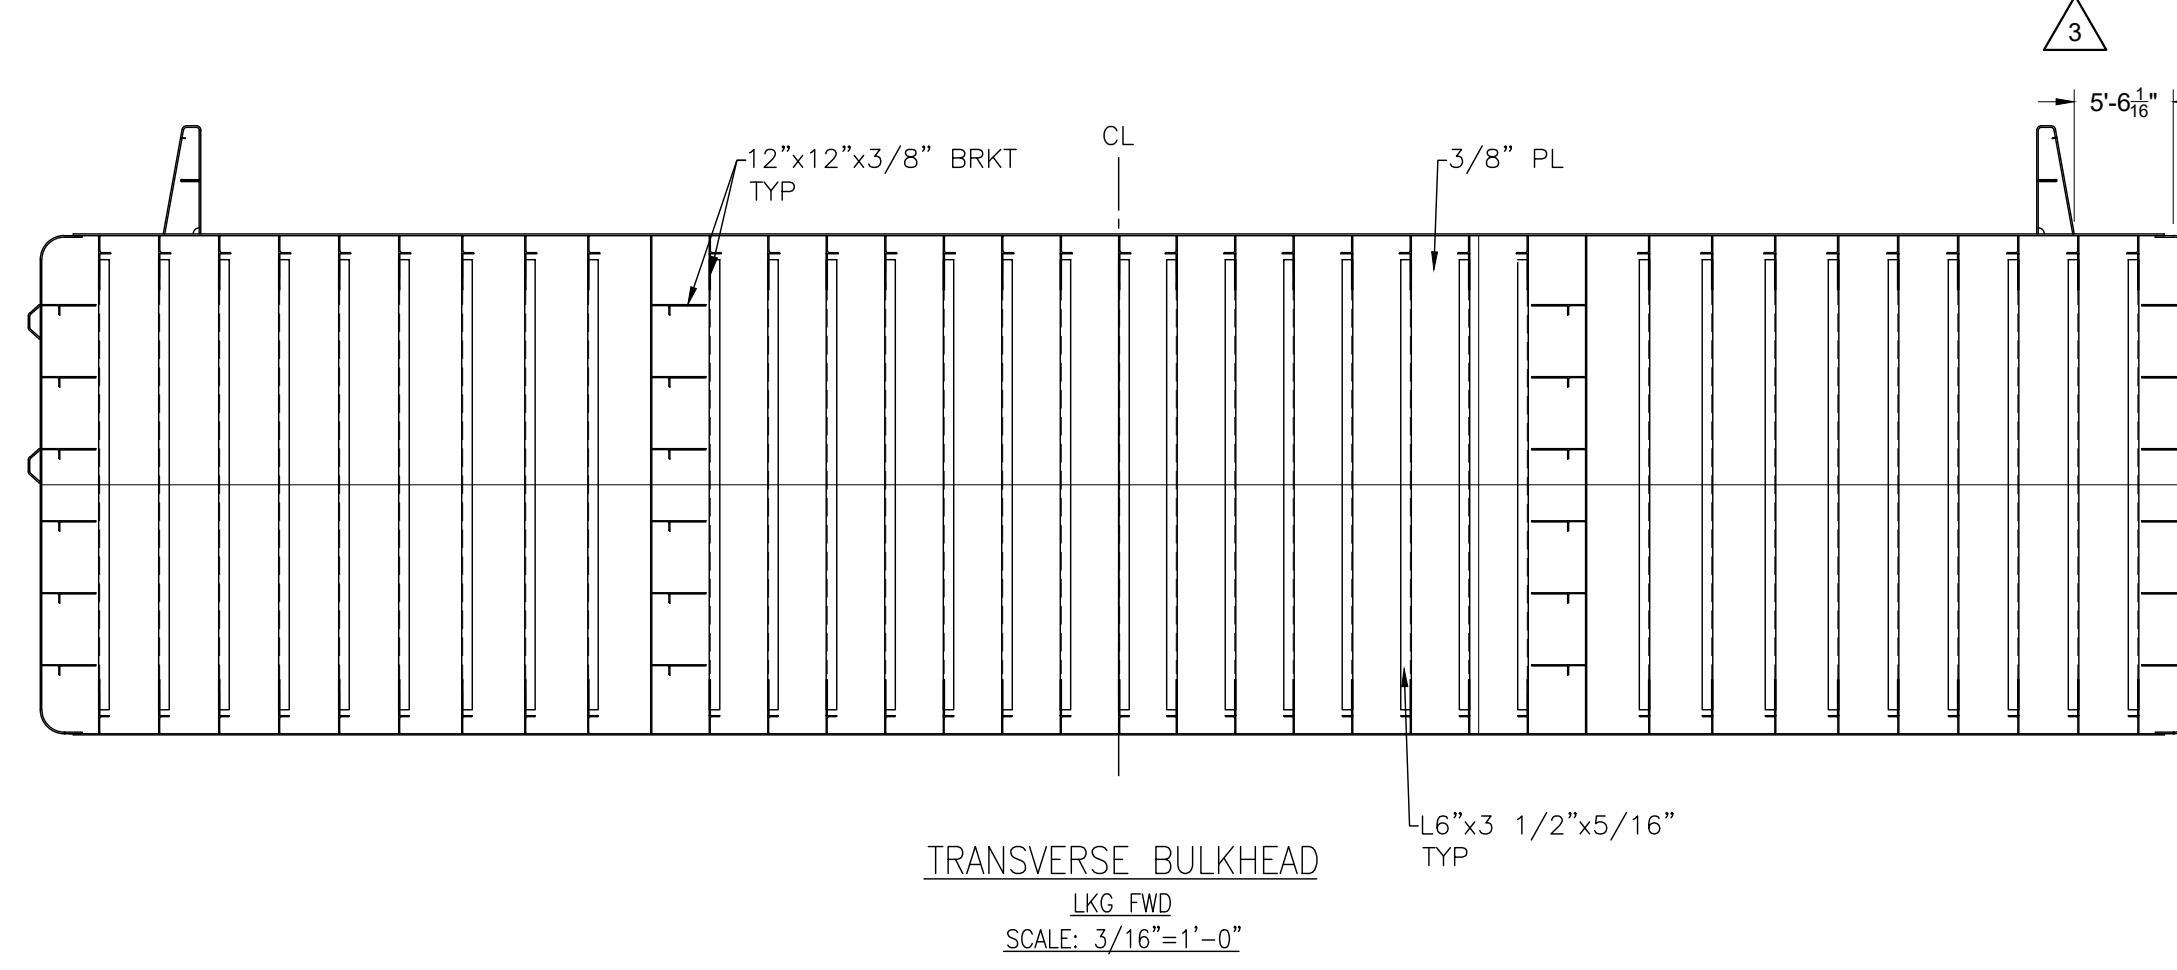 3
5'-6 1/16"
CL
12"x12"x3/8" BRKT
TYP
3/8" PL
L6"x3 1/2"x5/16"
TYP
TRANSVERSE BULKHEAD
LKG FWD
SCALE: 3/16"=1'-0"